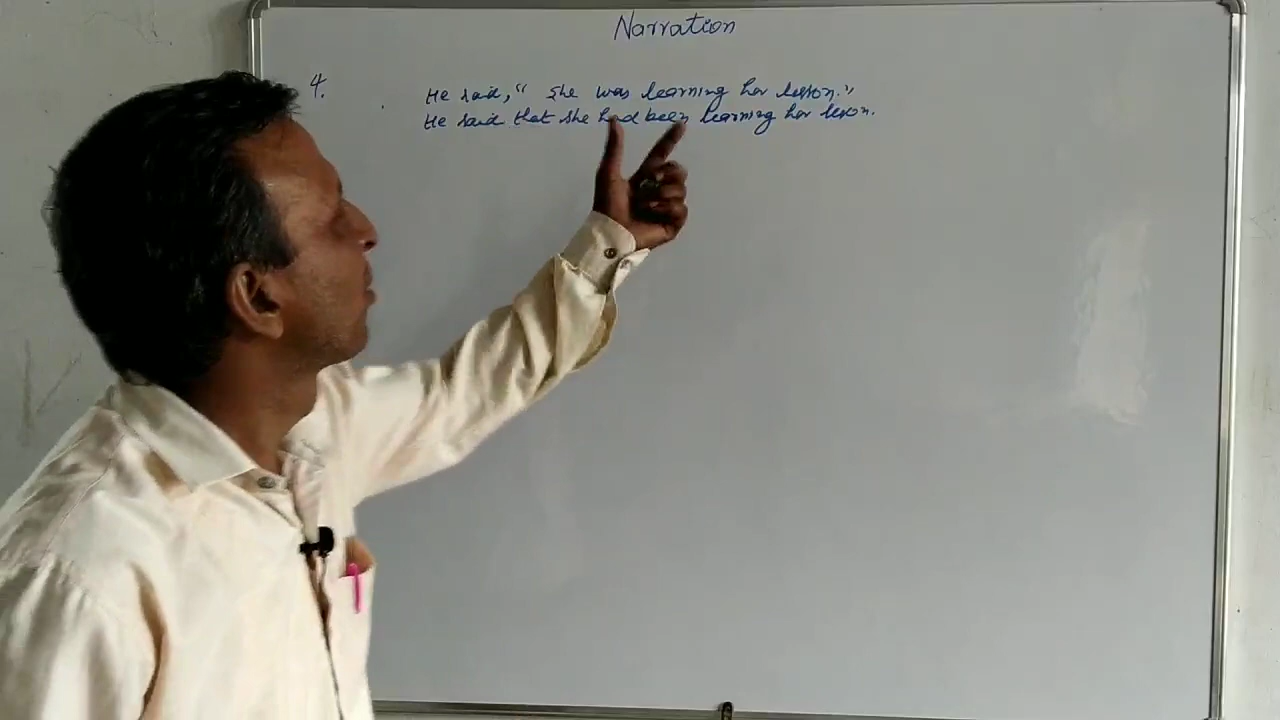 Narration
4. He said, "She was learning her lesson."
He said that she had been learning her lesson.